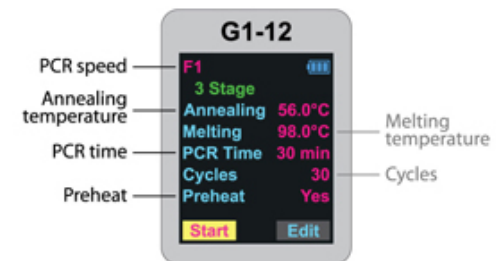 G1-12
PCR speed
F1
3 Stage
Annealing temperature
Annealing 56.0°C
Melting 98.0°C
Melting temperature
PCR time
PCR Time 30 min
Cycles 30
Cycles
Preheat
Preheat Yes
Start Edit